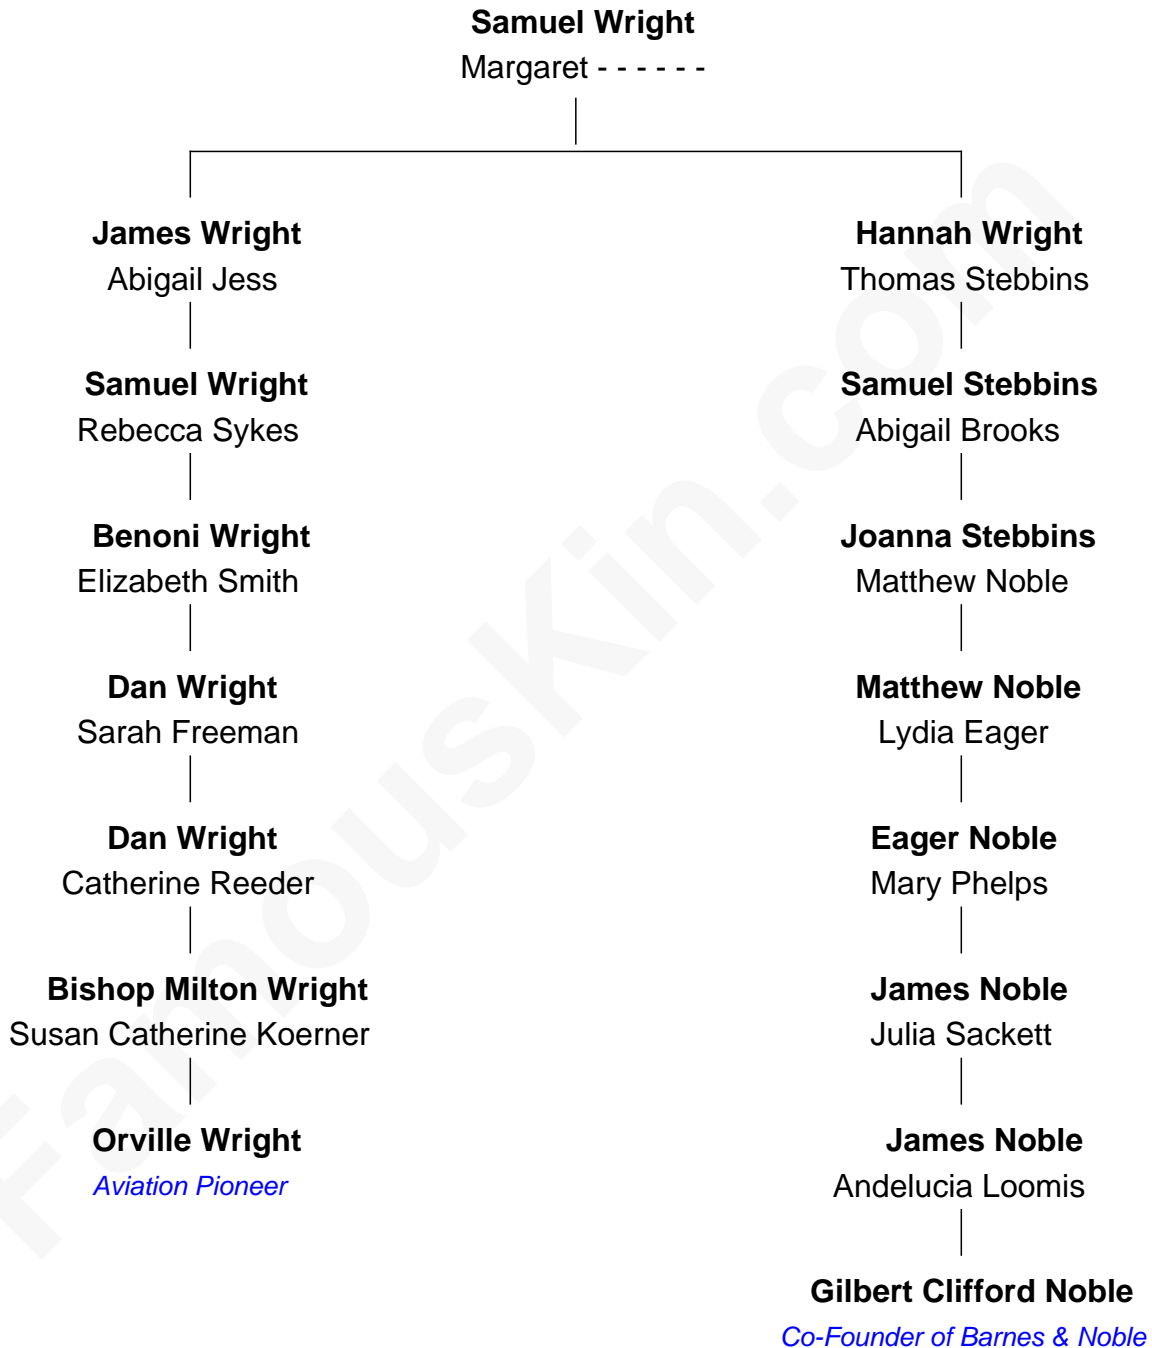 Samuel Wright
Margaret - - - - - -
James Wright
Abigail Jess
Hannah Wright
Thomas Stebbins
Samuel Wright
Rebecca Sykes
Samuel Stebbins
Abigail Brooks
Benoni Wright
Elizabeth Smith
Joanna Stebbins
Matthew Noble
Dan Wright
Sarah Freeman
Matthew Noble
Lydia Eager
Dan Wright
Catherine Reeder
Eager Noble
Mary Phelps
Bishop Milton Wright
Susan Catherine Koerner
James Noble
Julia Sackett
Orville Wright
Aviation Pioneer
James Noble
Andelucia Loomis
Gilbert Clifford Noble
Co-Founder of Barnes & Noble
FamousKin.com